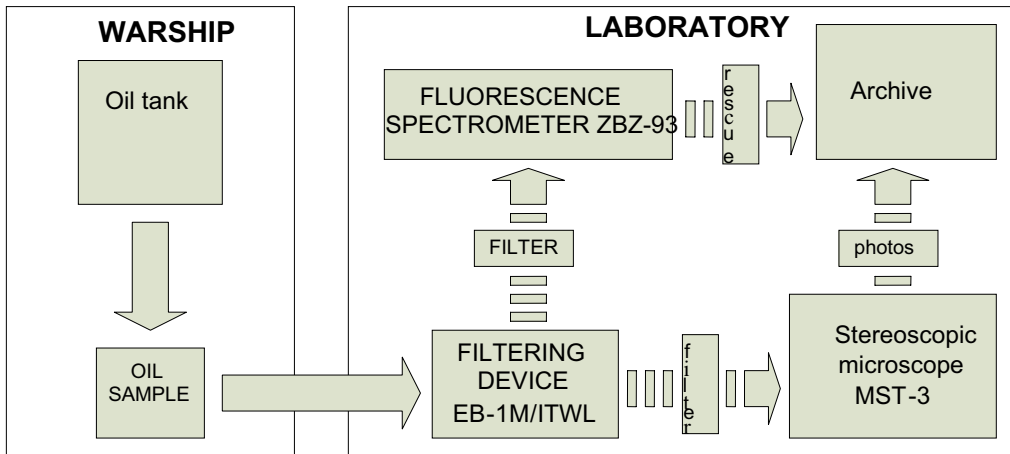 WARSHIP
Oil tank
OIL
SAMPLE
LABORATORY
FLUORESCENCE
SPECTROMETER ZBZ-93
rescue
Archive
FILTER
photos
FILTERING
DEVICE
EB-1M/ITWL
filter
Stereoscopic
microscope
MST-3